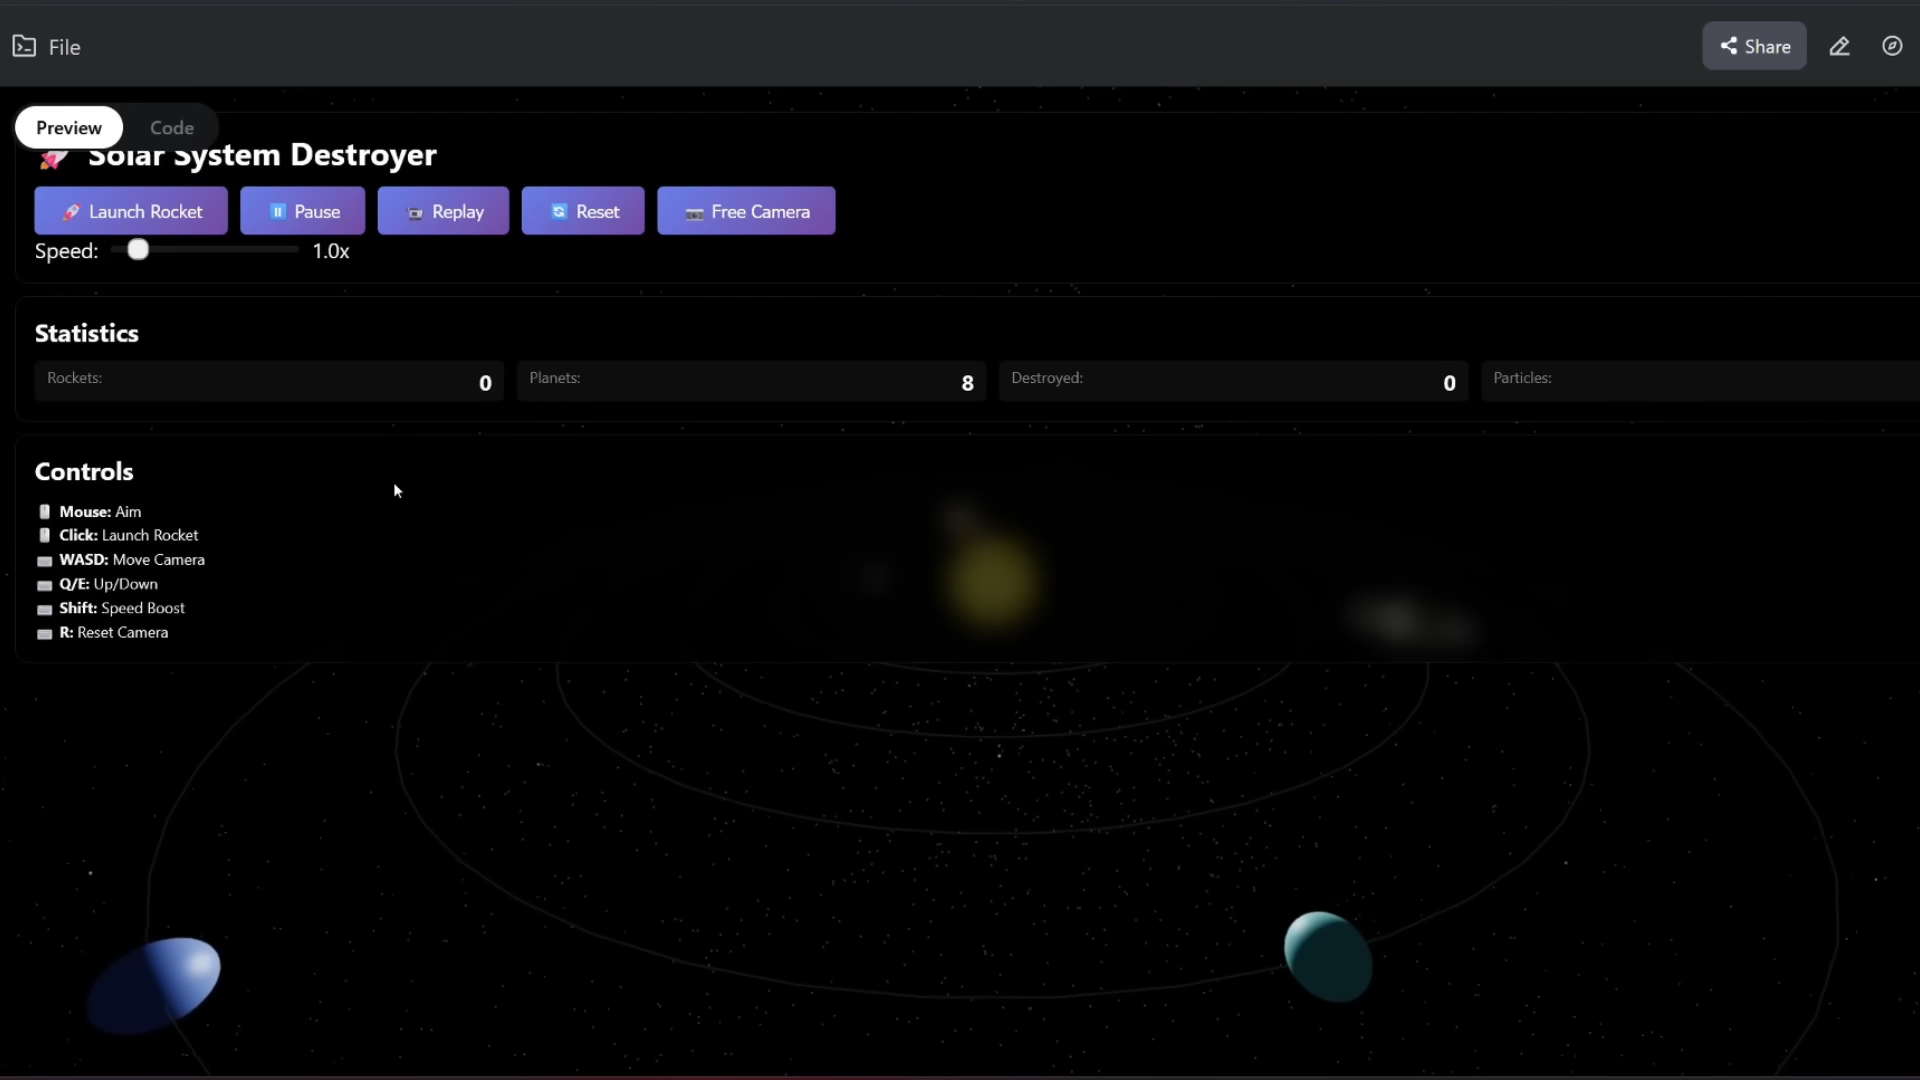 File
Share
Preview Code
Solar System Destroyer
Launch Rocket Pause Replay Reset Free Camera
Speed: 1.0x
Statistics
Rockets: 0 Planets: 8 Destroyed: 0 Particles:
Controls
Mouse: Aim
Click: Launch Rocket
WASD: Move Camera
Q/E: Up/Down
Shift: Speed Boost
R: Reset Camera